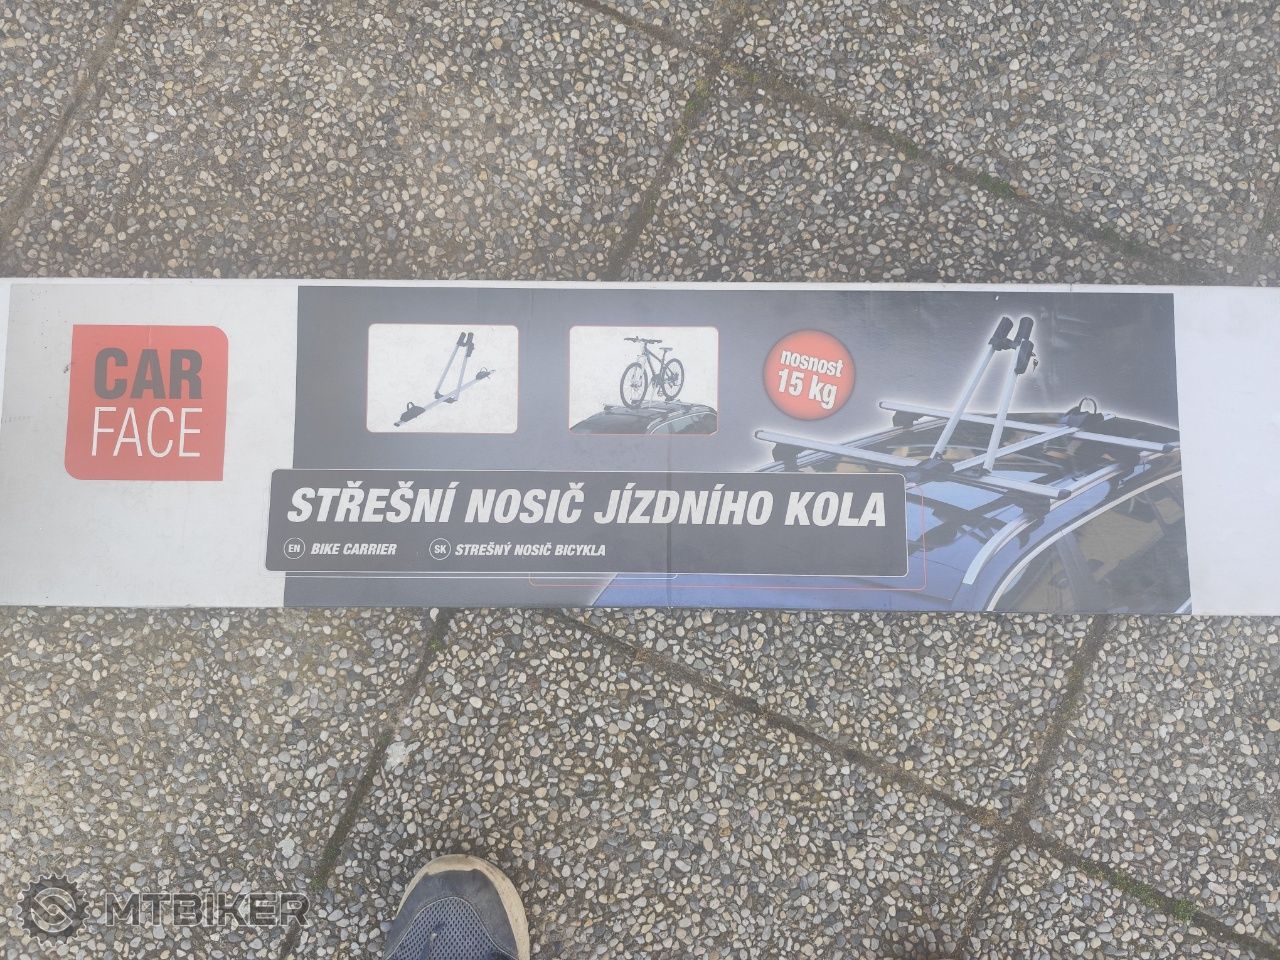 CAR
FACE
nosnost
15 kg
STŘEŠNÍ NOSIČ JÍZDNÍHO KOLA
EN BIKE CARRIER SK STREŠNÝ NOSIČ BICYKLA
MTBIKER